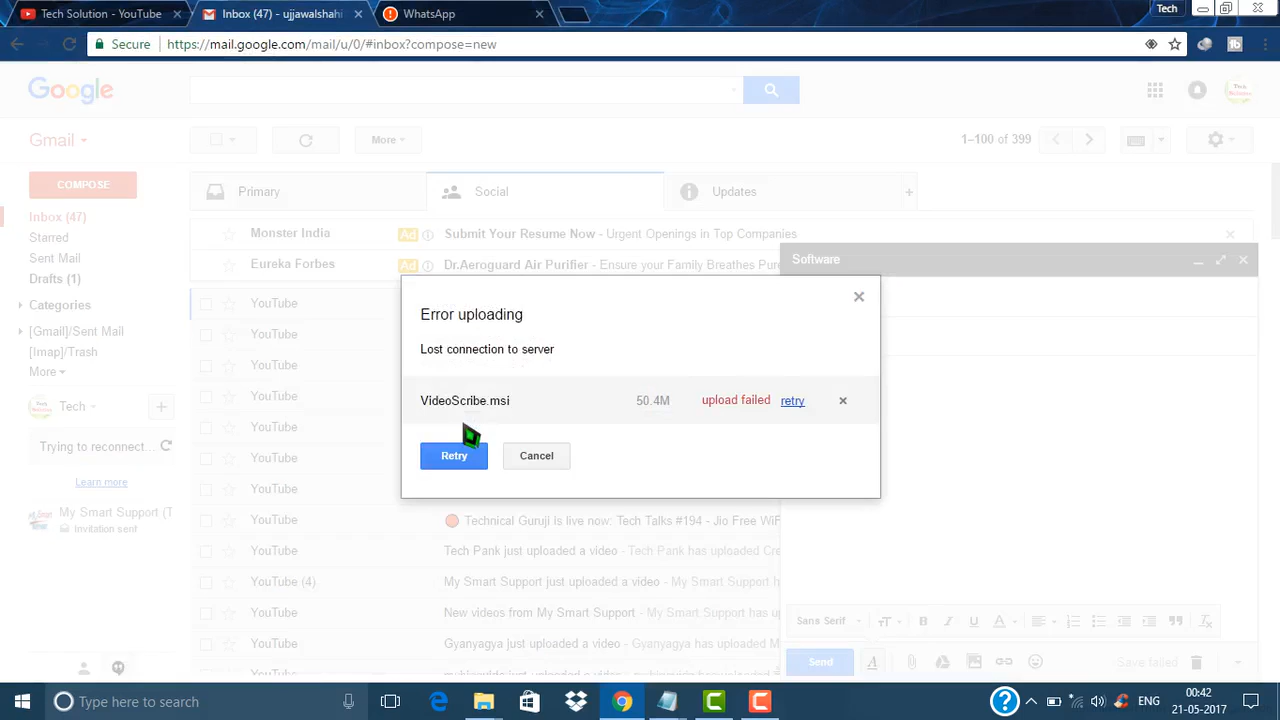 Tech Solution - YouTube
Inbox (47) - ujjawalshahi
WhatsApp
Tech
Secure
https://mail.google.com/mail/u/0/#inbox?compose=new
Google
Gmail
More
1–100 of 399
COMPOSE
Primary
Social
Updates
Inbox (47)
Starred
Sent Mail
Drafts (1)
Categories
[Gmail]/Sent Mail
[Imap]/Trash
More
Tech
Trying to reconnect...
Learn more
My Smart Support (T
Invitation sent
Monster India
Ad
Submit Your Resume Now - Urgent Openings in Top Companies
Eureka Forbes
Ad
Dr.Aeroguard Air Purifier - Ensure your Family Breathes Pure
Software
YouTube
YouTube
YouTube
YouTube
YouTube
YouTube
YouTube
YouTube
Technical Guruji is live now: Tech Talks #194 - Jio Free WiF
YouTube
Tech Pank just uploaded a video - Tech Pank has uploaded Cre
YouTube (4)
My Smart Support just uploaded a video - My Smart Support ha
YouTube
New videos from My Smart Support - My Smart Support has up
YouTube
Gyanyagya just uploaded a video - Gyanyagya has uploaded M
YouTube
Error uploading
Lost connection to server
VideoScribe.msi
50.4M
upload failed
retry
Retry
Cancel
Sans Serif
Send
Save failed
Type here to search
ENG
00:42
21-05-2017